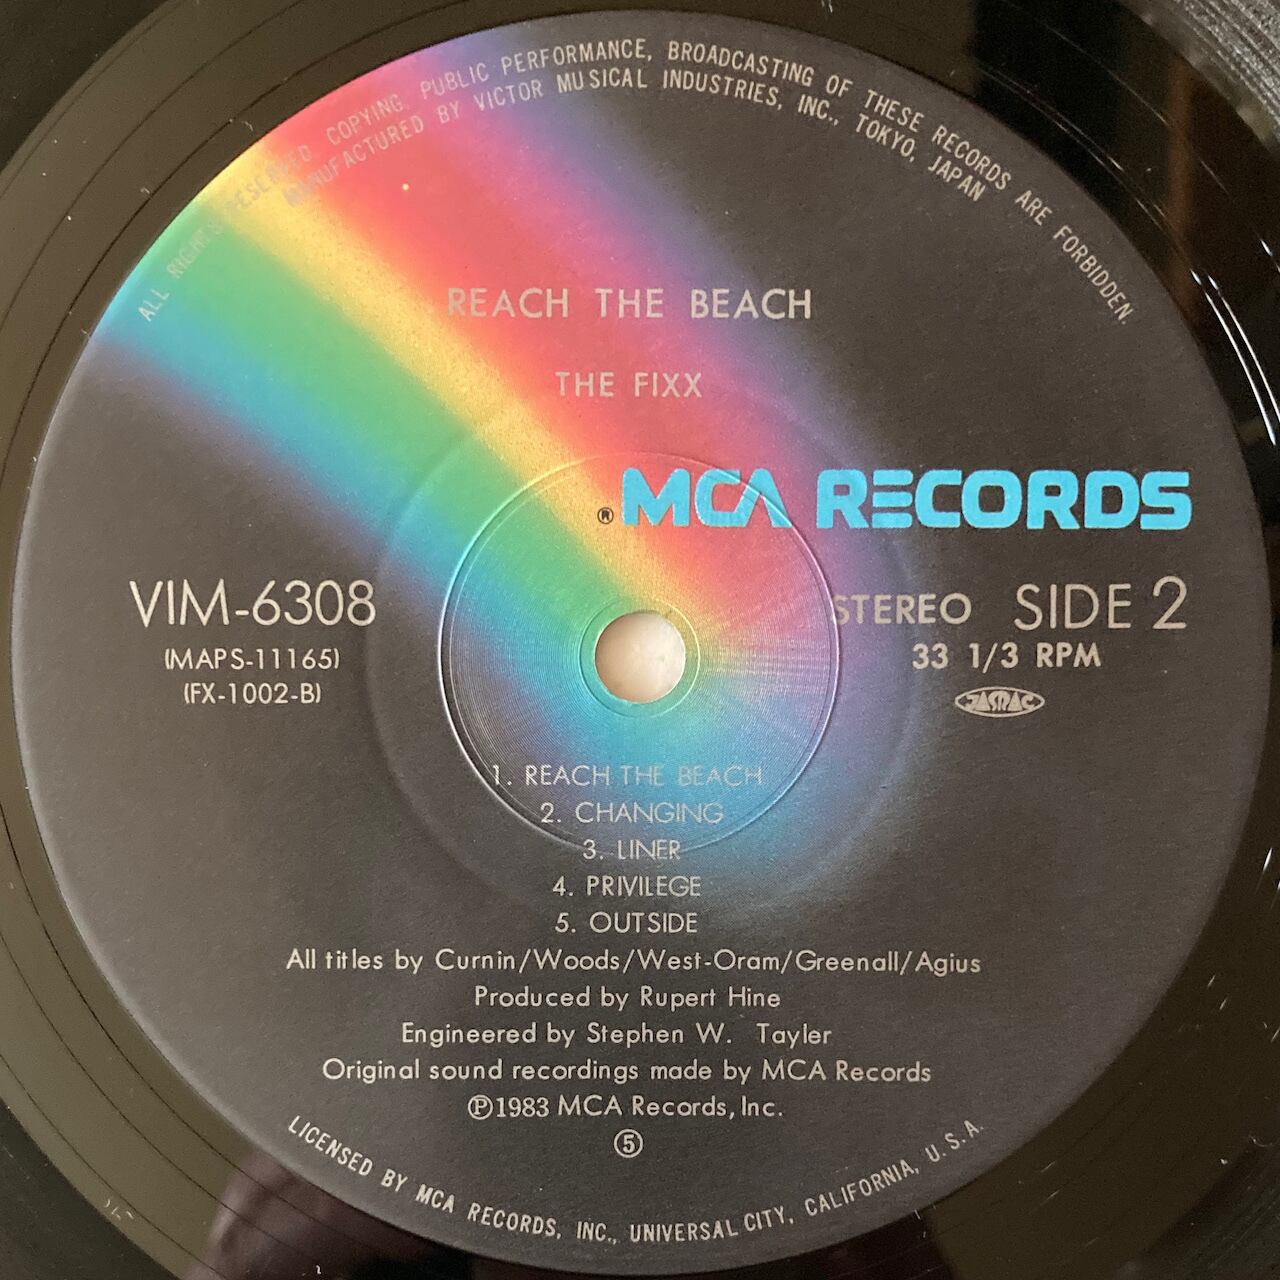 ALL RIGHTS RESERVED COPYING, PUBLIC PERFORMANCE, BROADCASTING OF THESE RECORDS ARE FORBIDDEN.
MANUFACTURED BY VICTOR MUSICAL INDUSTRIES, INC., TOKYO, JAPAN
REACH THE BEACH
THE FIXX
® MCA RECORDS
VIM-6308
(MAPS-11165)
(FX-1002-B)
STEREO SIDE 2
33 1/3 RPM
JASRAC
1. REACH THE BEACH
2. CHANGING
3. LINER
4. PRIVILEGE
5. OUTSIDE
All titles by Curnin/Woods/West-Oram/Greenall/Agius
Produced by Rupert Hine
Engineered by Stephen W. Tayler
Original sound recordings made by MCA Records
℗1983 MCA Records, Inc.
⑤
LICENSED BY MCA RECORDS, INC., UNIVERSAL CITY, CALIFORNIA, U.S.A.